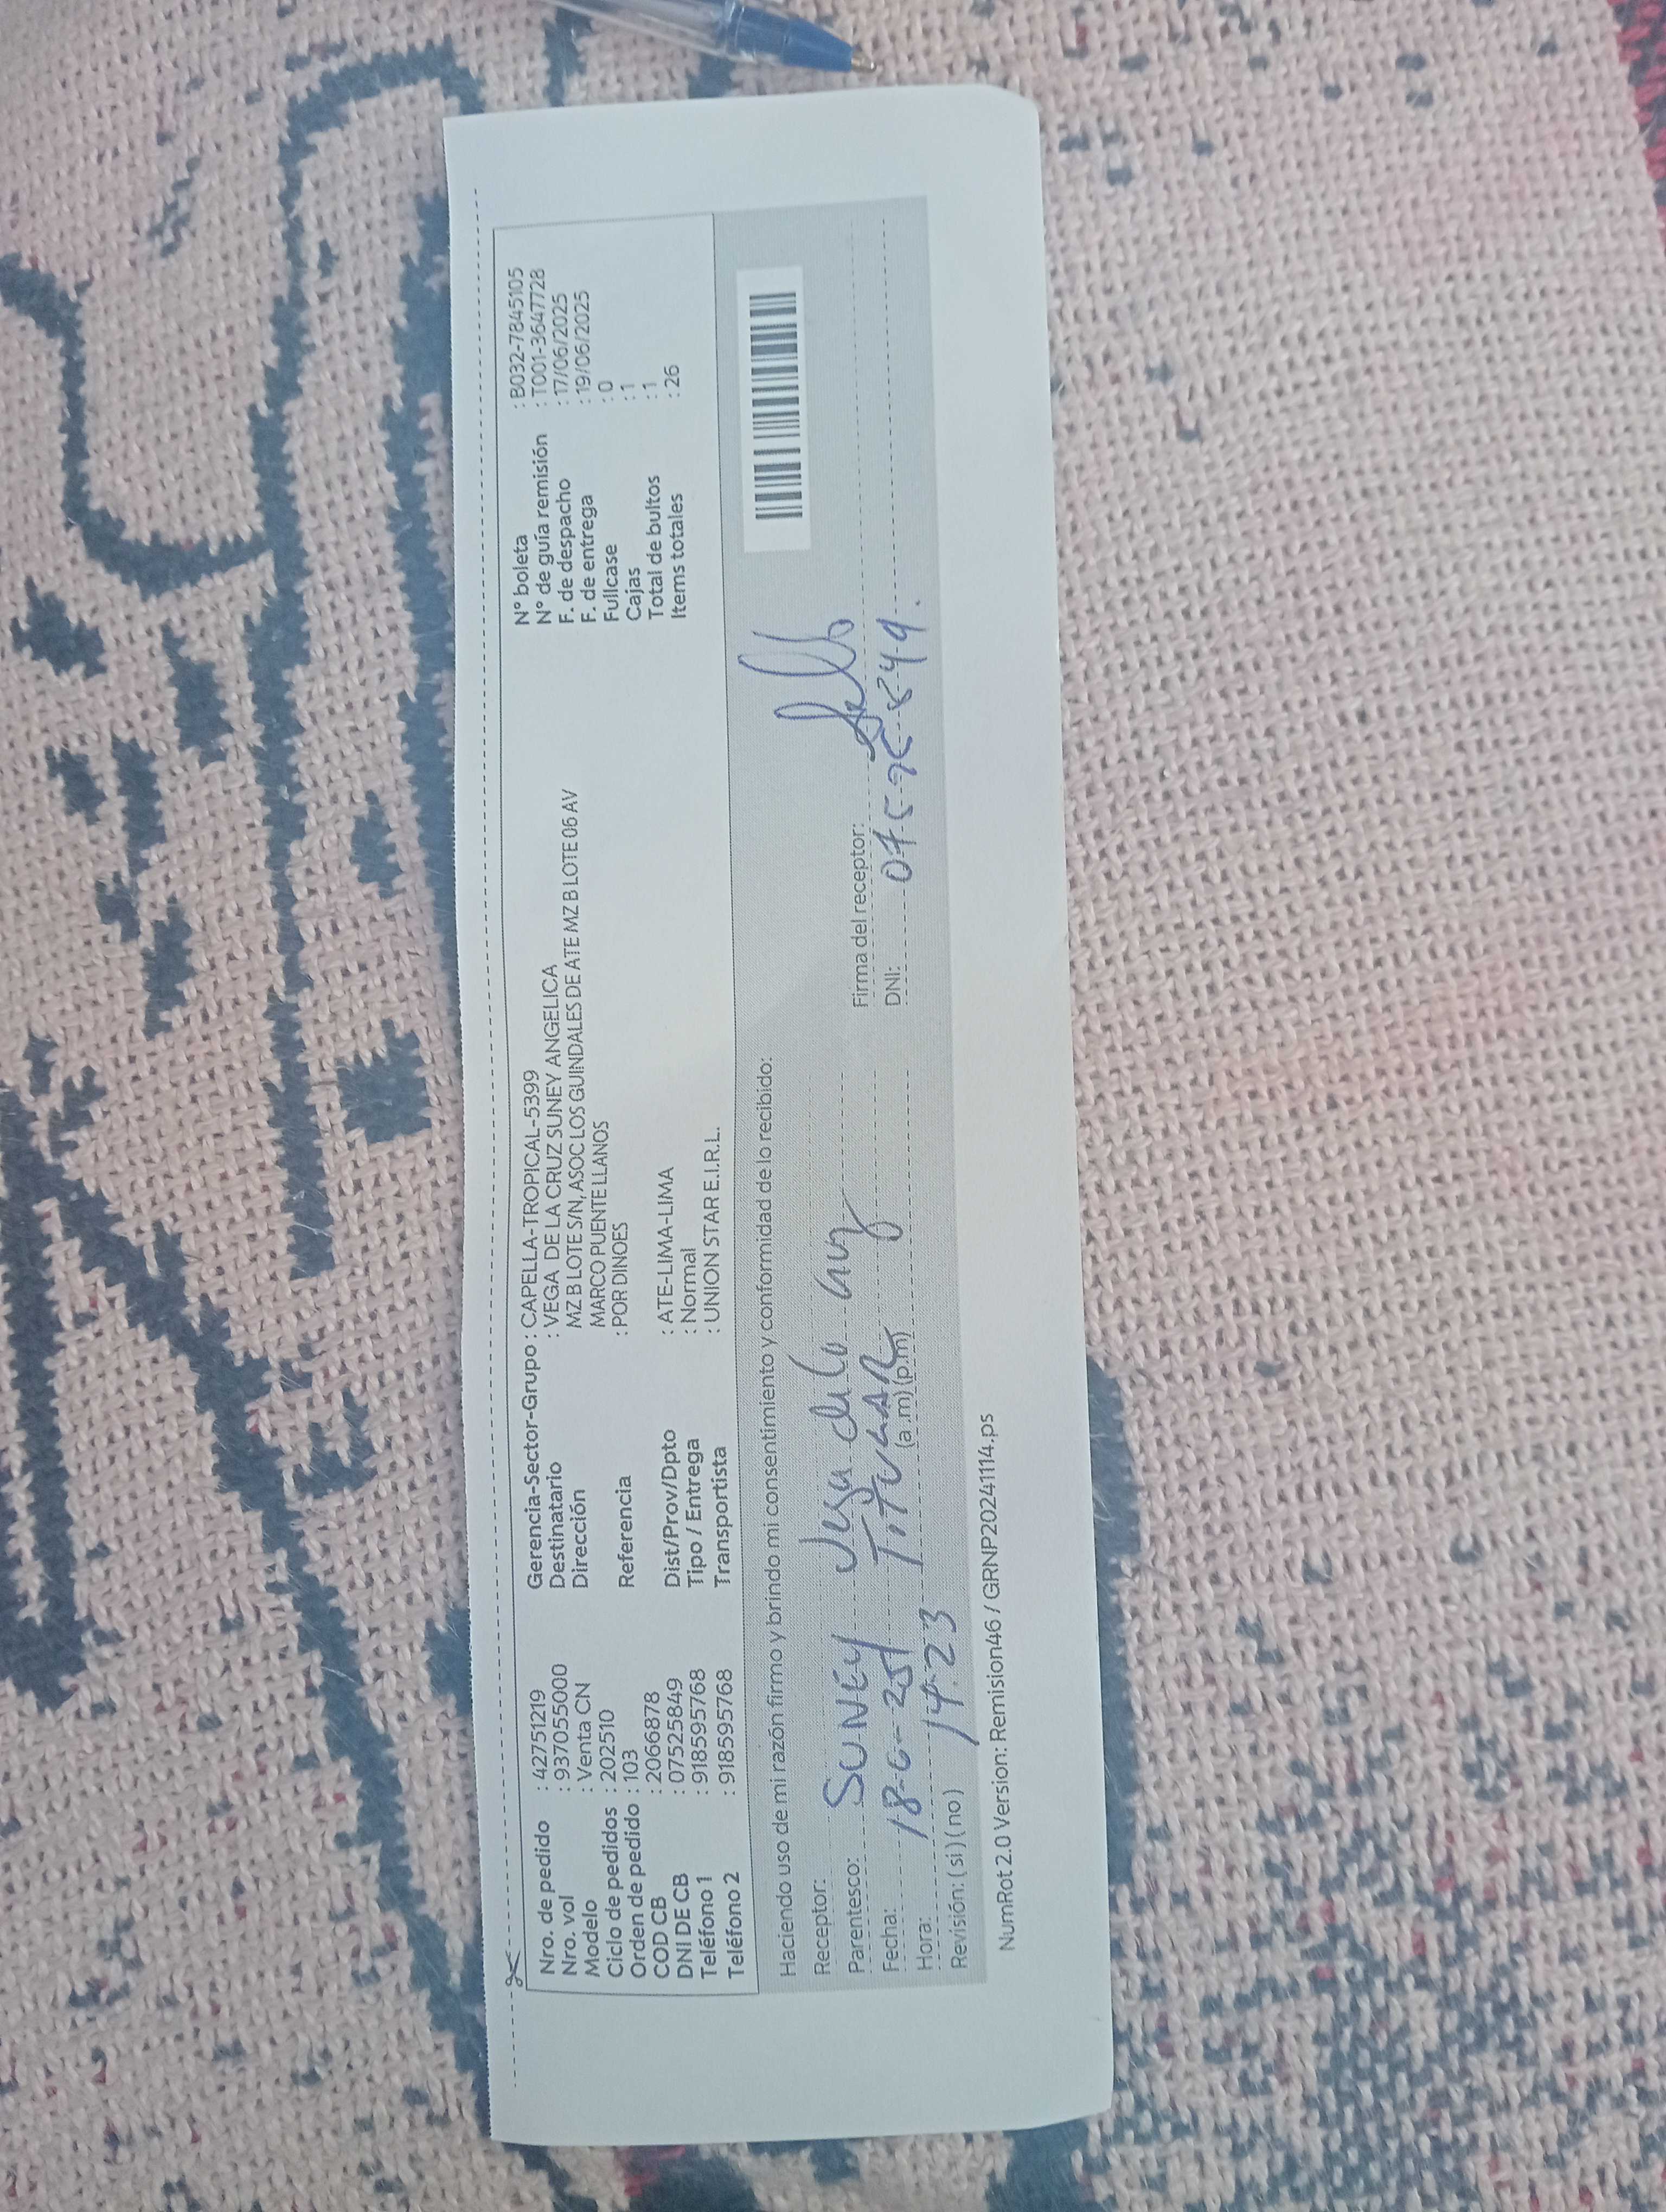 Nro. de pedido : 42751219
Nro. vol : 937055000
Modelo : Venta CN
Ciclo de pedidos : 202510
Orden de pedido : 103
COD CB : 2066878
DNI DE CB : 07525849
Teléfono 1 : 918595768
Teléfono 2 : 918595768
Gerencia-Sector-Grupo : CAPELLA-TROPICAL-5399
Destinatario : VEGA DE LA CRUZ SUNEY ANGELICA
Dirección MZ B LOTE S/N, ASOC LOS GUINDALES DE ATE MZ B LOTE 06 AV
MARCO PUENTE LLANOS
Referencia : POR DINOES
Dist/Prov/Dpto : ATE-LIMA-LIMA
Tipo / Entrega : Normal
Transportista : UNION STAR E.I.R.L.
N° boleta : B032-7845105
N° de guía remisión : T001-3647728
F. de despacho : 17/06/2025
F. de entrega : 19/06/2025
Fullcase : 0
Cajas : 1
Total de bultos : 1
Items totales : 26
Haciendo uso de mi razón firmo y brindo mi consentimiento y conformidad de lo recibido:
Receptor: SUNEY Vega de la Cruz
Parentesco: TITULAR
Fecha: 18-6-
Hora: 14:23 (a.m) (p.m)
Revisión: ( si ) ( no )
Firma del receptor:
DNI: 07525849.
NumRot 2.0 Version: Remision46 / GRNP20241114.ps